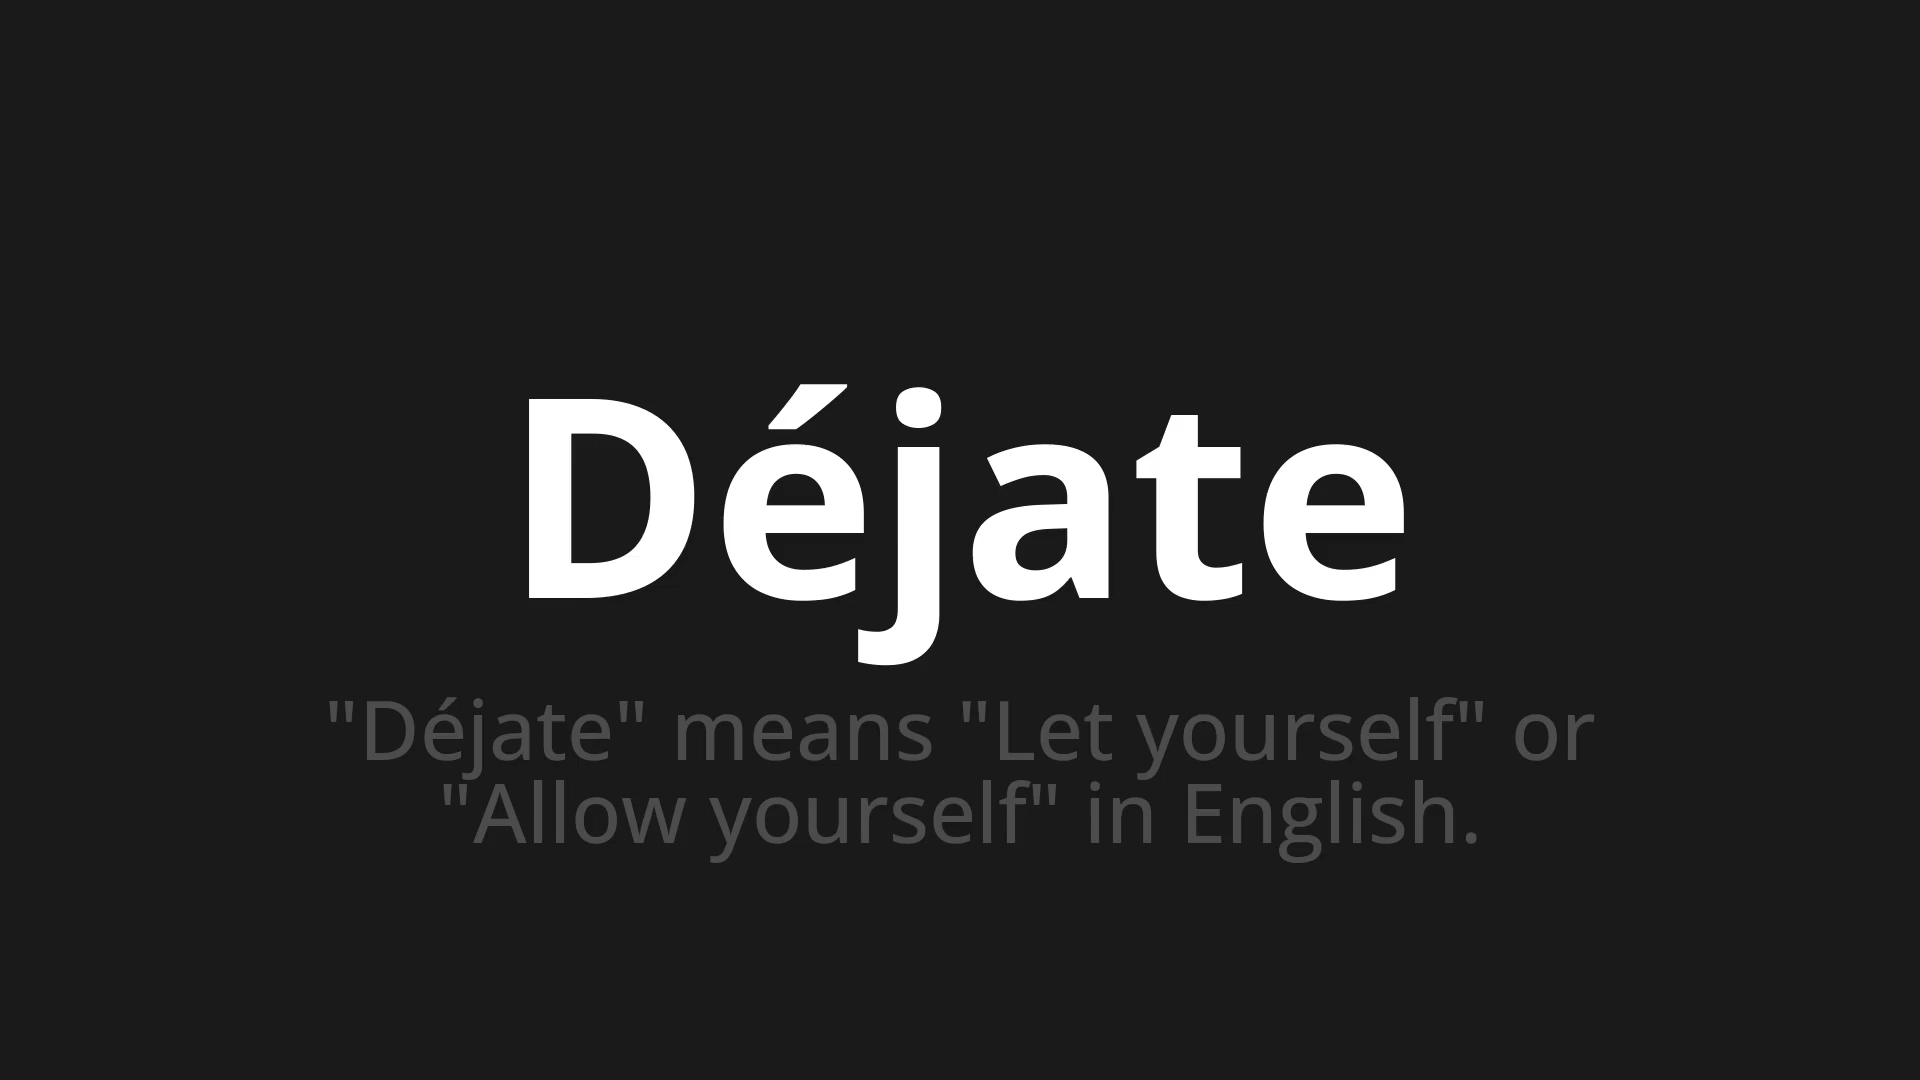 Déjate
"Déjate" means "Let yourself" or
"Allow yourself" in English.